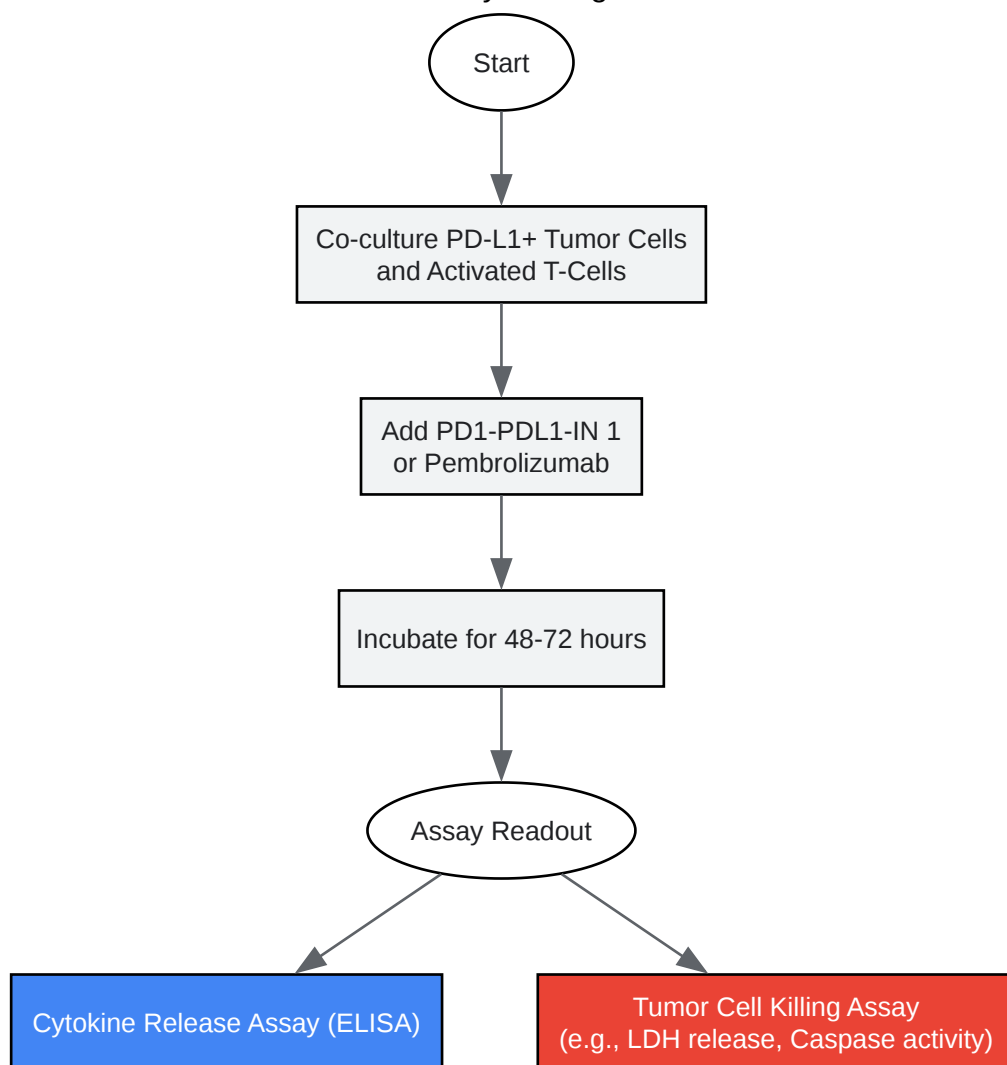 Start
Co-culture PD-L1+ Tumor Cells
and Activated T-Cells
Add PD1-PDL1-IN 1
or Pembrolizumab
Incubate for 48-72 hours
Assay Readout
Cytokine Release Assay (ELISA)
Tumor Cell Killing Assay
(e.g., LDH release, Caspase activity)